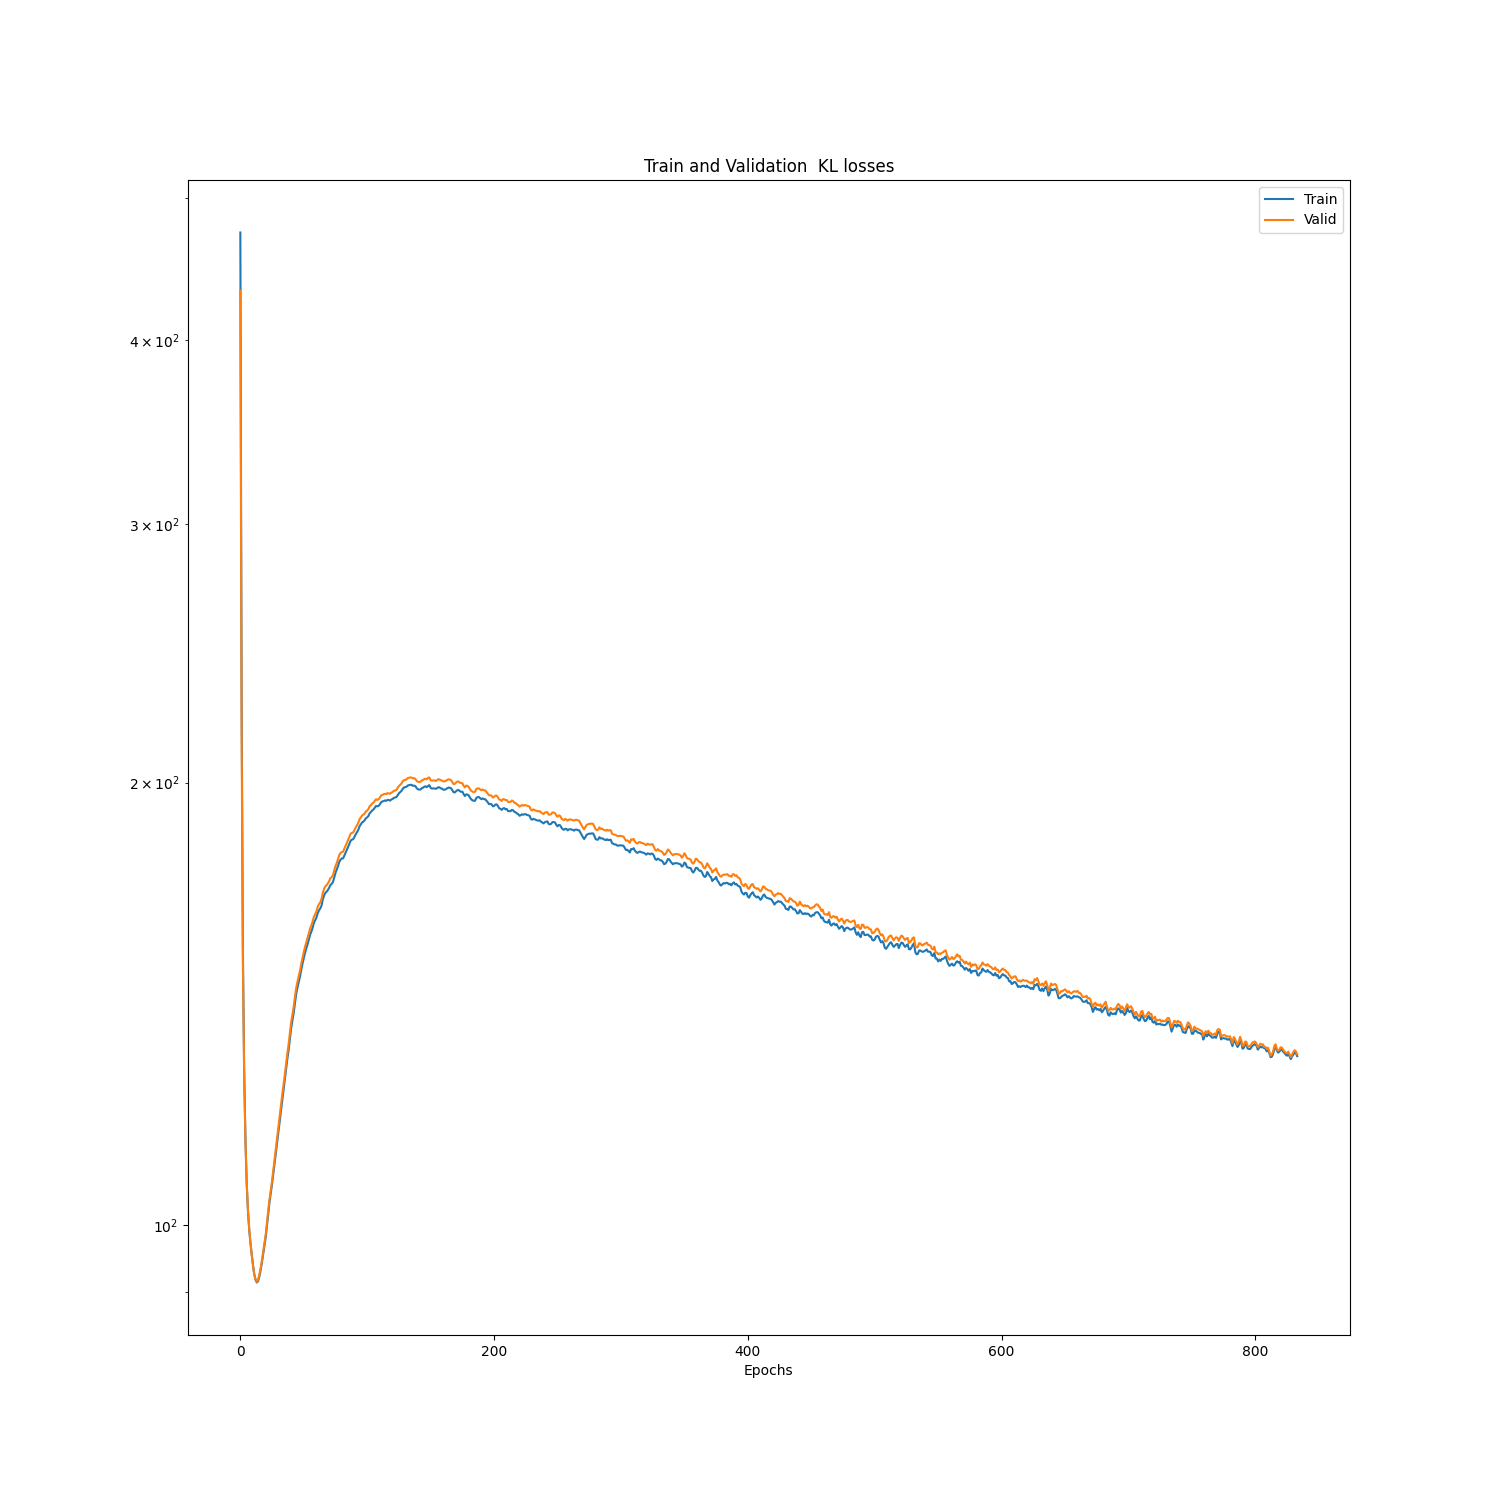 Train and Validation  KL losses
Train
Valid
4 × 10²
3 × 10²
2 × 10²
10²
0 200 400 600 800
Epochs